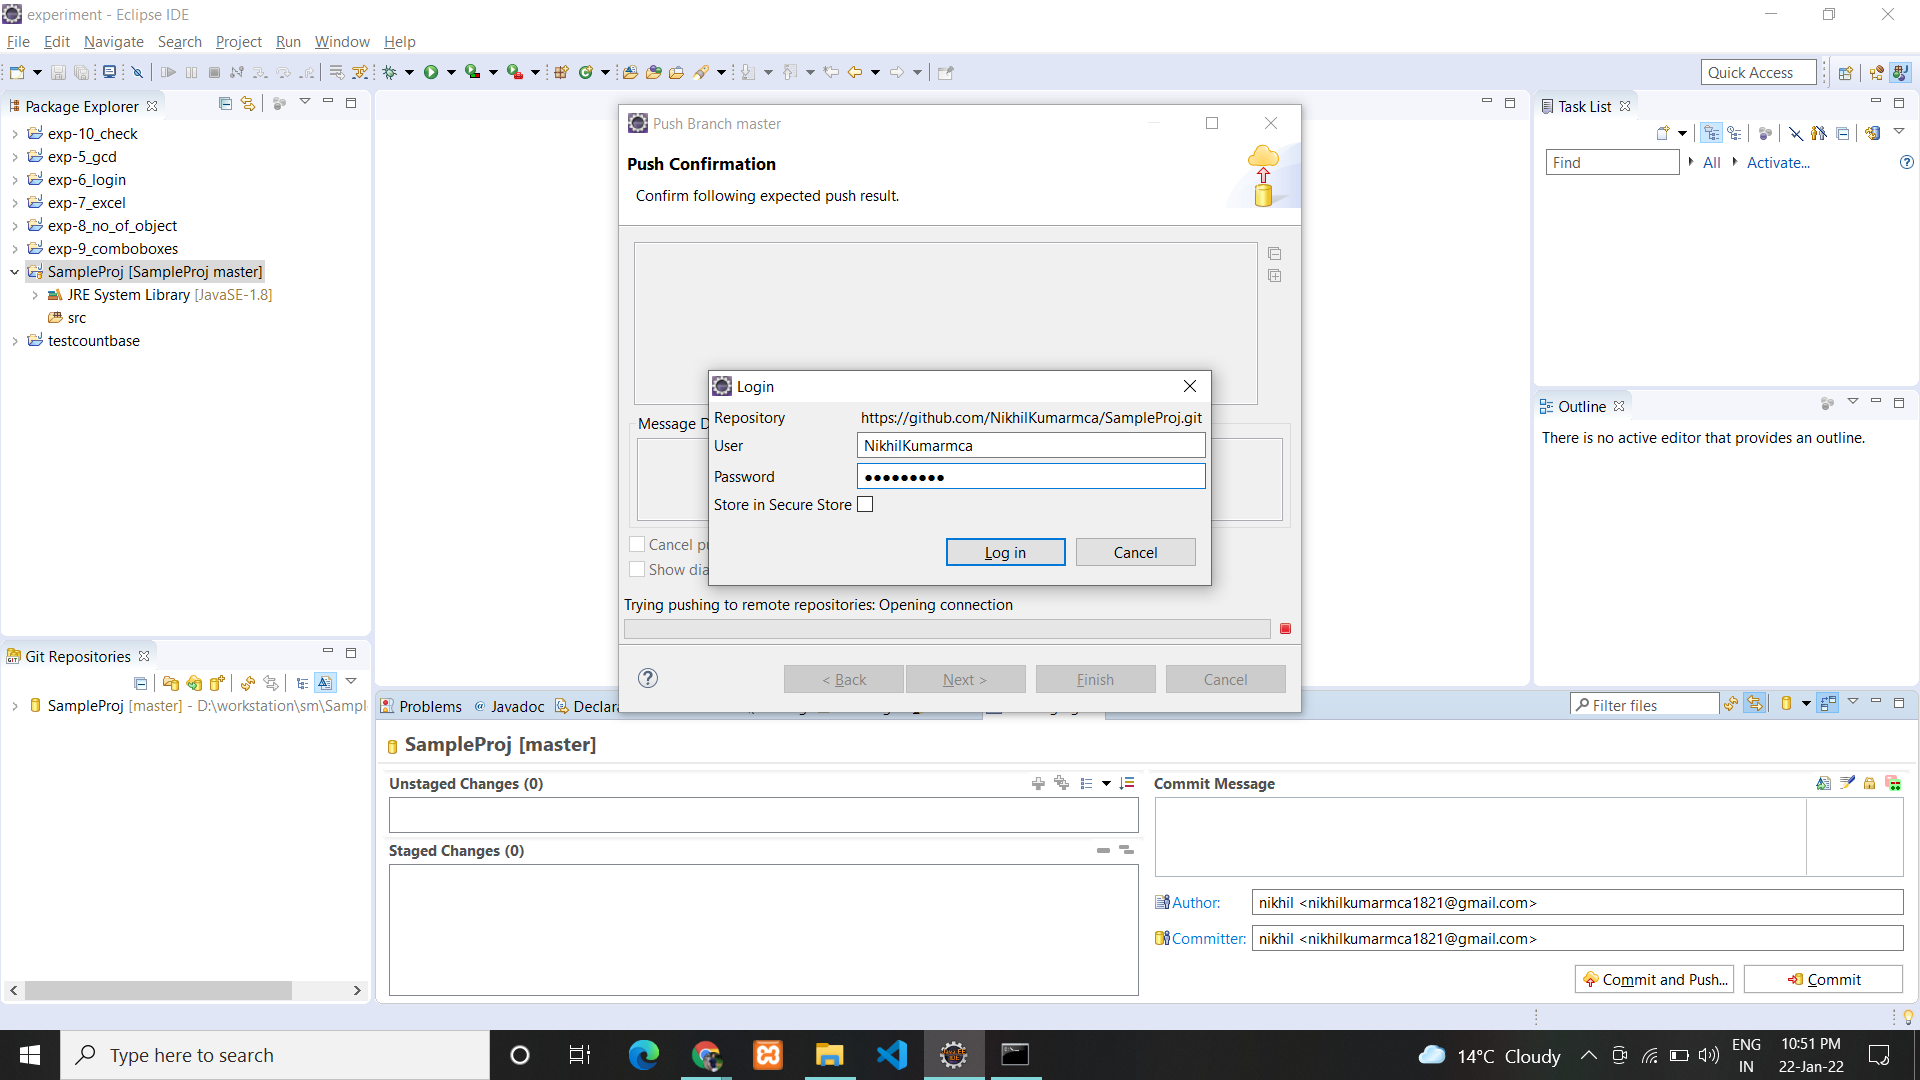 experiment - Eclipse IDE
File Edit Navigate Search Project Run Window Help
Quick Access
Package Explorer
exp-10_check
exp-5_gcd
exp-6_login
exp-7_excel
exp-8_no_of_object
exp-9_comboboxes
SampleProj [SampleProj master]
JRE System Library [JavaSE-1.8]
src
testcountbase
Push Branch master
Push Confirmation
Confirm following expected push result.
Message D
Cancel pu
Show dia
Login
Repository https://github.com/NikhilKumarmca/SampleProj.git
User NikhilKumarmca
Password ●●●●●●●●●
Store in Secure Store
Log in Cancel
Trying pushing to remote repositories: Opening connection
< Back Next > Finish Cancel
Task List
Find All Activate...
Outline
There is no active editor that provides an outline.
Git Repositories
SampleProj [master] - D:\workstation\sm\Sampl
Problems @ Javadoc Declara
Filter files
SampleProj [master]
Unstaged Changes (0)
Staged Changes (0)
Commit Message
Author: nikhil <nikhilkumarmca1821@gmail.com>
Committer: nikhil <nikhilkumarmca1821@gmail.com>
Commit and Push... Commit
Type here to search
14°C Cloudy
ENG
IN
10:51 PM
22-Jan-22